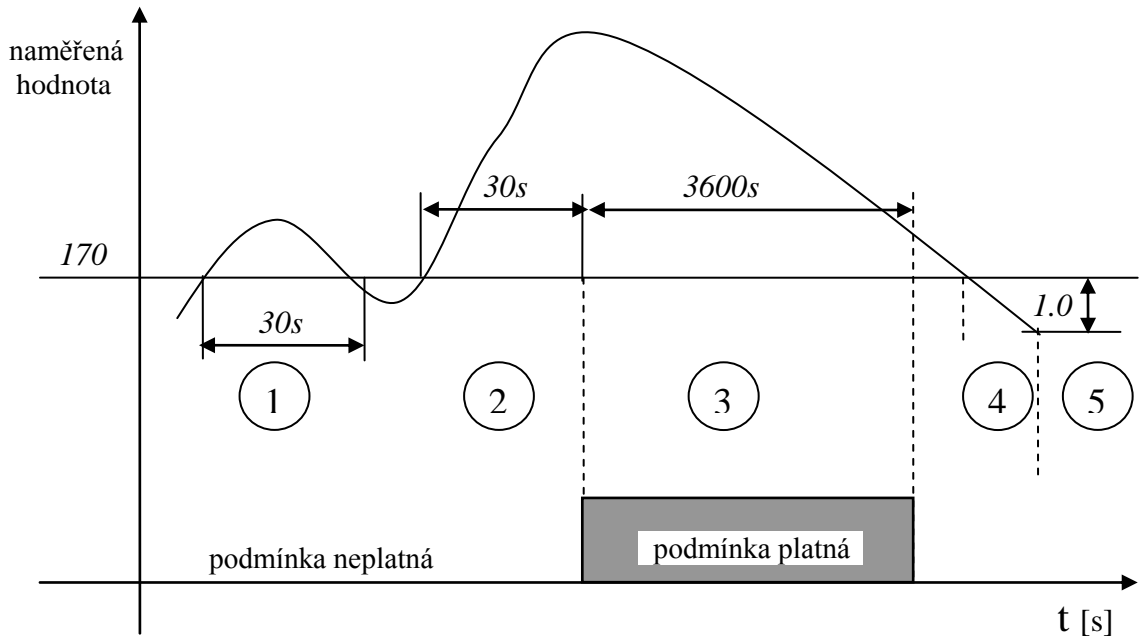 naměřená
hodnota
30s
3600s
170
1.0
30s
1
2
3
4
5
podmínka neplatná
podmínka platná
t [s]